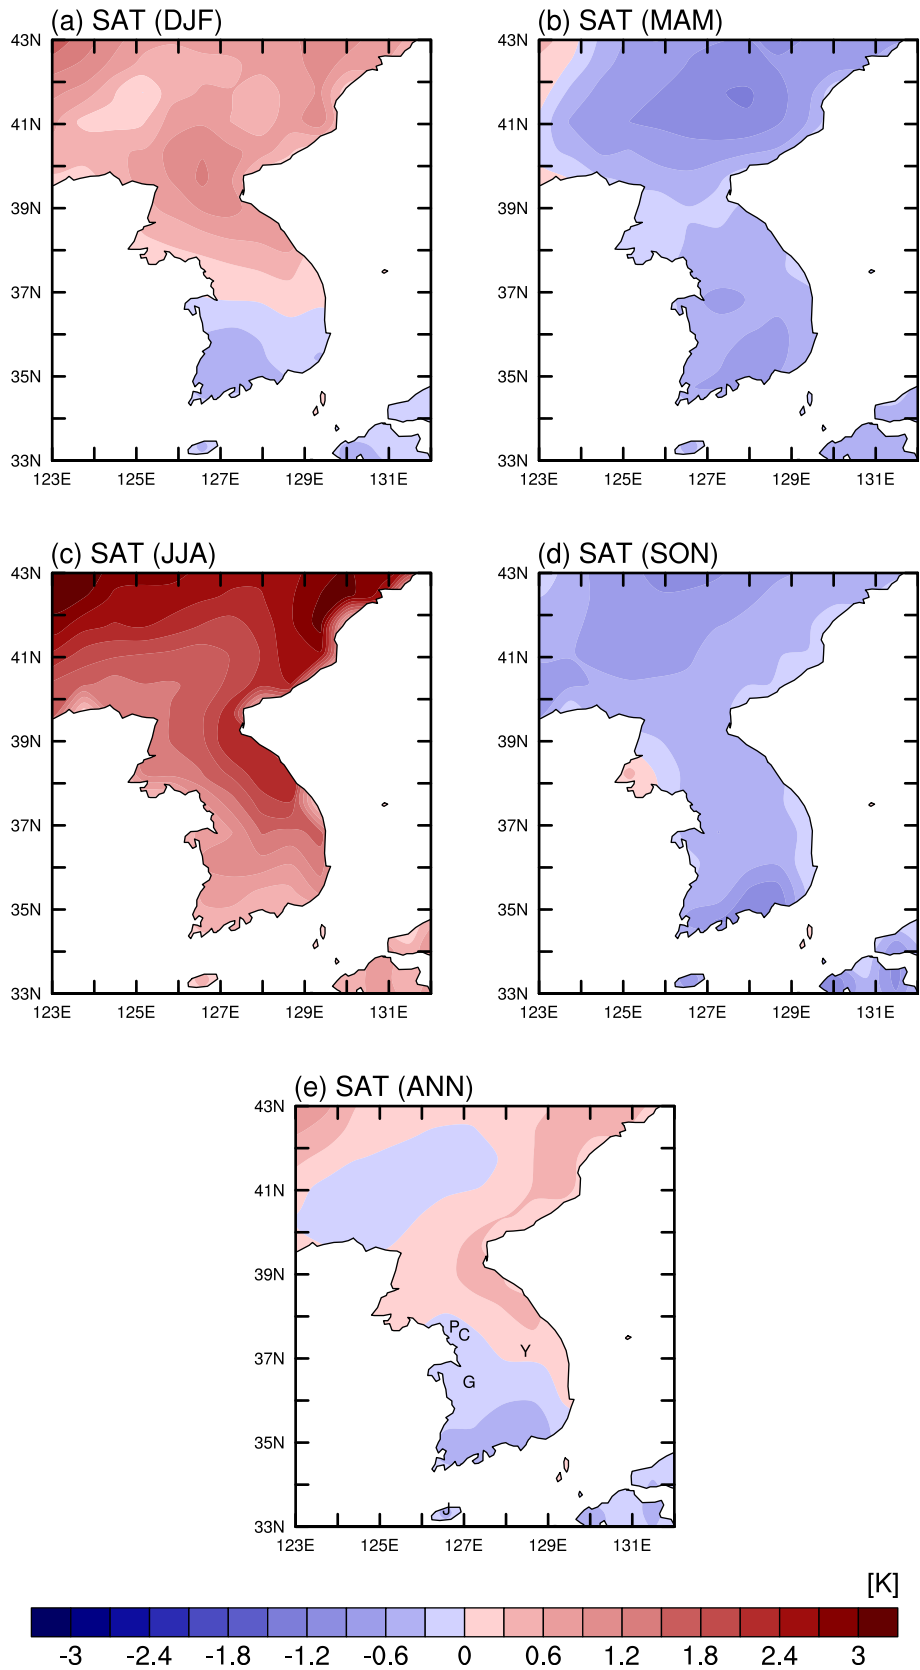 (a) SAT (DJF)
43N
41N
39N
37N
35N
33N
123E 125E 127E 129E 131E
(b) SAT (MAM)
43N
41N
39N
37N
35N
33N
123E 125E 127E 129E 131E
(c) SAT (JJA)
43N
41N
39N
37N
35N
33N
123E 125E 127E 129E 131E
(d) SAT (SON)
43N
41N
39N
37N
35N
33N
123E 125E 127E 129E 131E
(e) SAT (ANN)
43N
41N
39N
P C
Y
37N
G
35N
J
33N
123E 125E 127E 129E 131E
[K]
-3 -2.4 -1.8 -1.2 -0.6 0 0.6 1.2 1.8 2.4 3